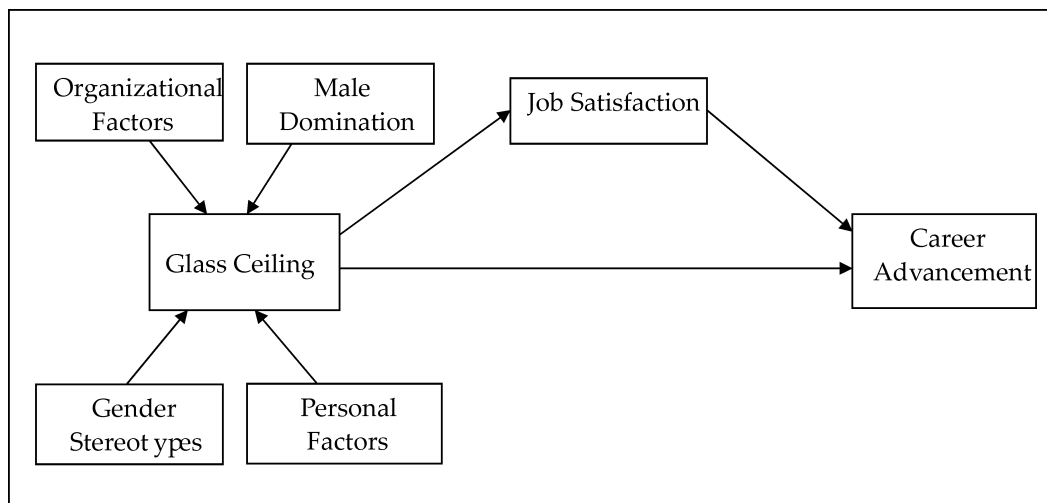 Organizational
Factors
Male
Domination
Job Satisfaction
Glass Ceiling
Career
Advancement
Gender
Stereot ypes
Personal
Factors